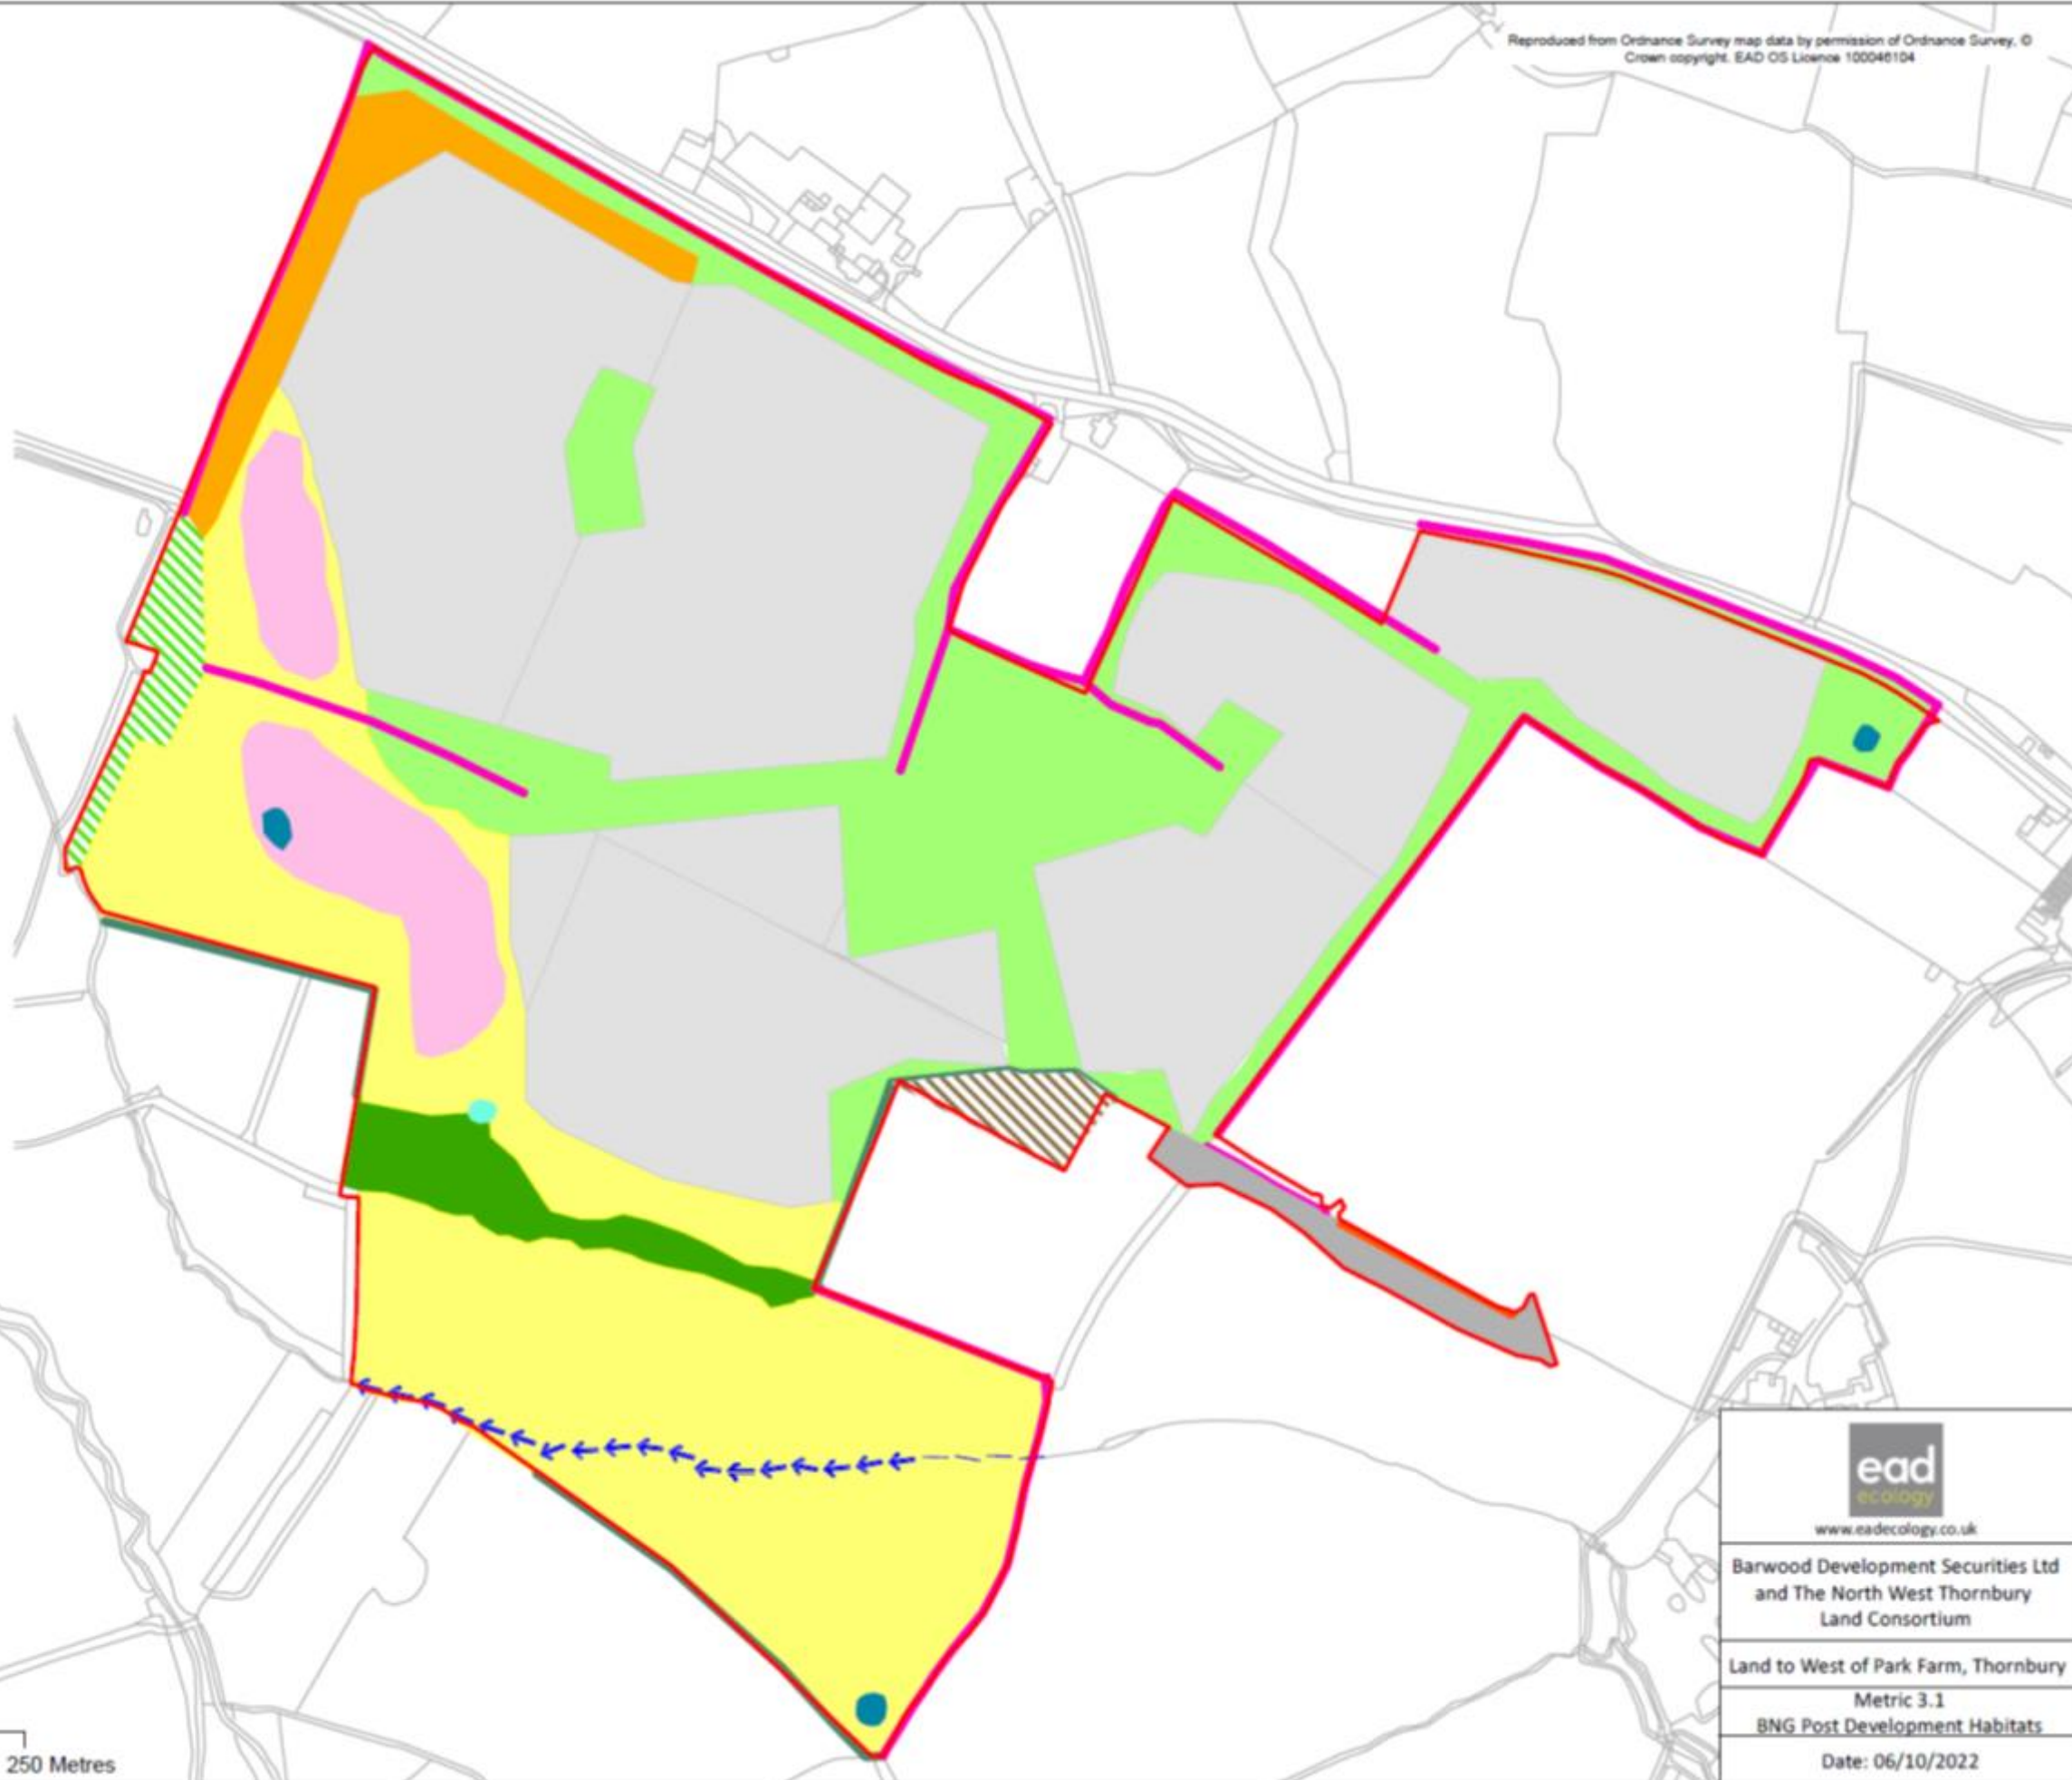 Reproduced from Ordnance Survey map data by permission of Ordnance Survey, ©
Crown copyright. EAD OS Licence 100046104
ead
ecology
www.eadecology.co.uk
Barwood Development Securities Ltd
and The North West Thornbury
Land Consortium
Land to West of Park Farm, Thornbury
Metric 3.1
BNG Post Development Habitats
Date: 06/10/2022
250 Metres